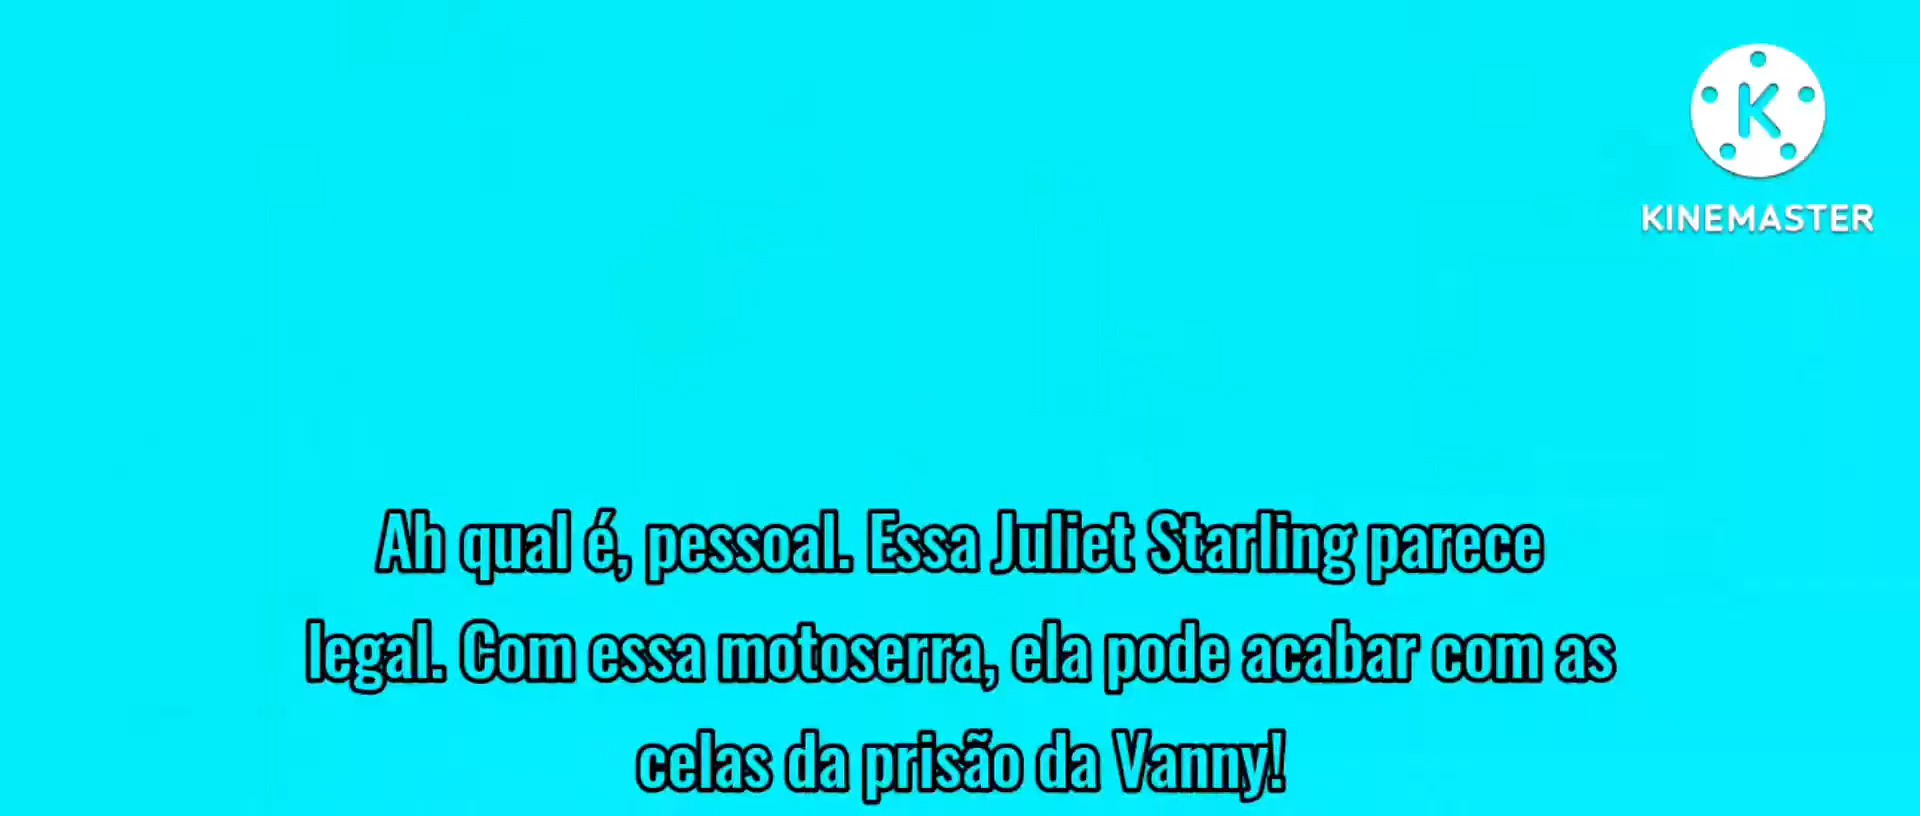 KINEMASTER
Ah qual é, pessoal. Essa Juliet Starling parece
legal. Com essa motoserra, ela pode acabar com as
celas da prisão da Vanny!